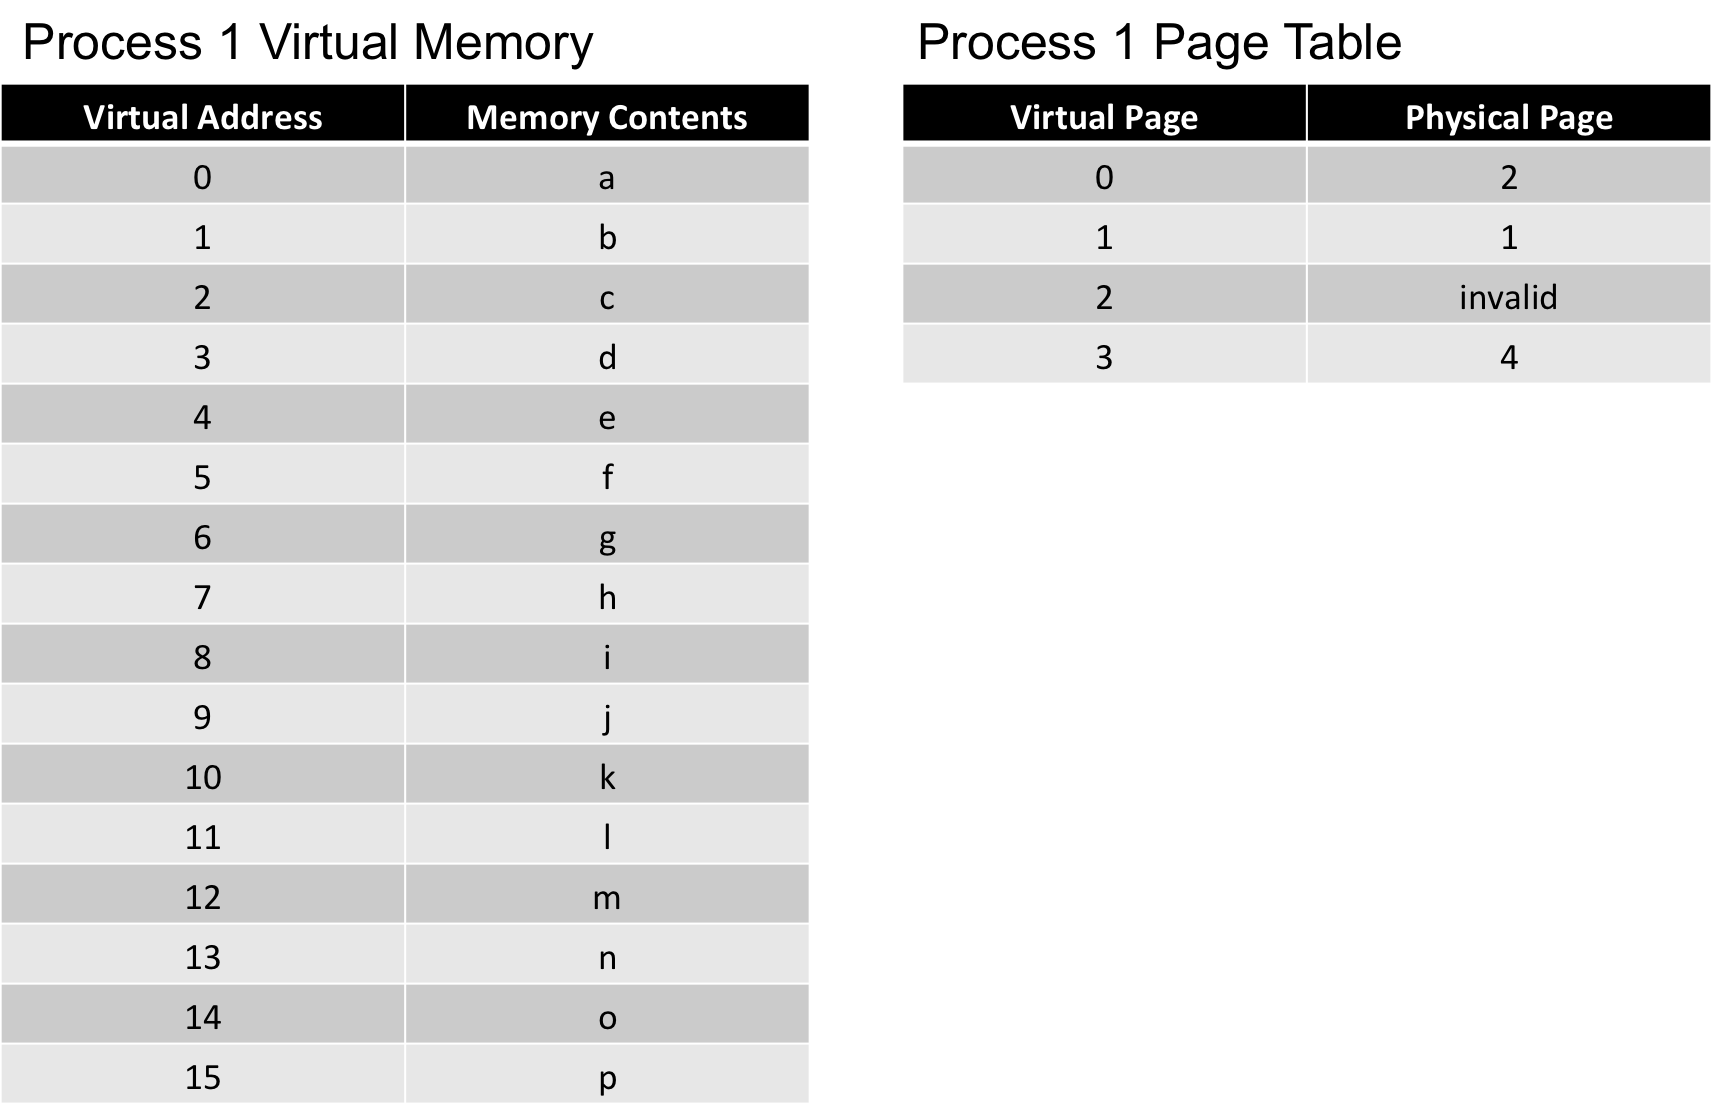 Process 1 Virtual Memory
Virtual Address Memory Contents
0 a
1 b
2 c
3 d
4 e
5 f
6 g
7 h
8 i
9 j
10 k
11 l
12 m
13 n
14 o
15 p
Process 1 Page Table
Virtual Page Physical Page
0 2
1 1
2 invalid
3 4